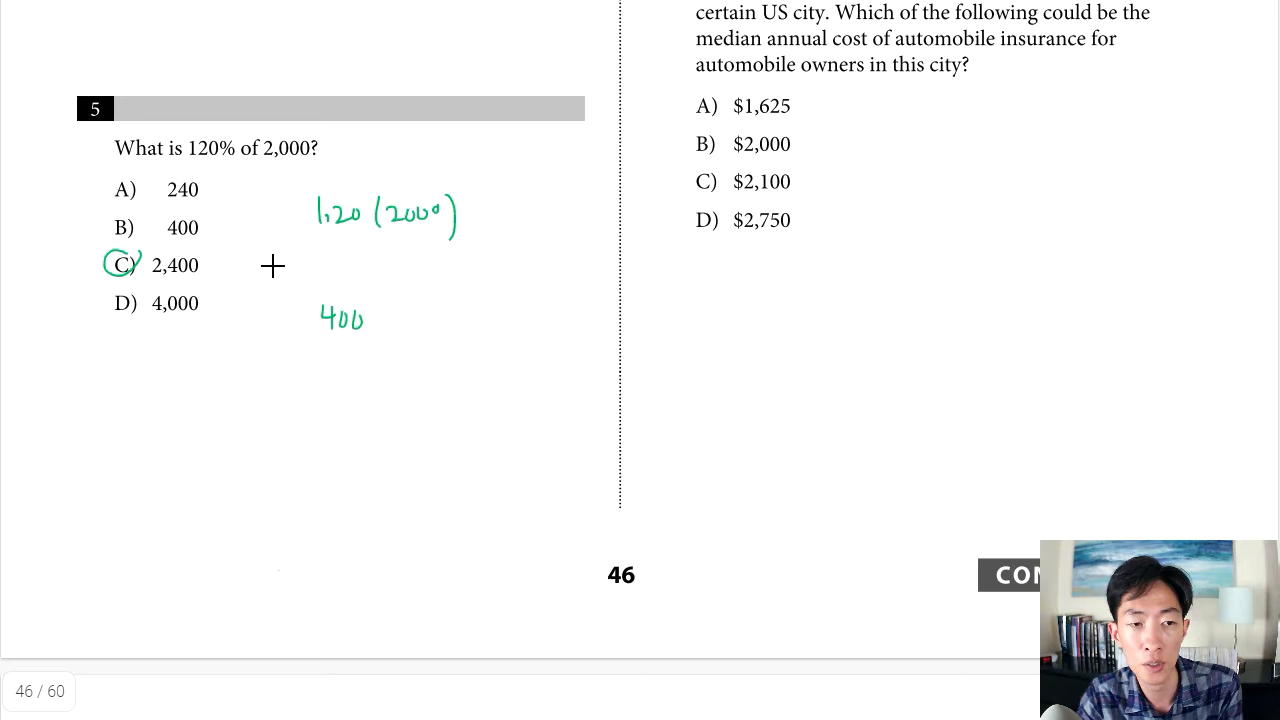 5
What is 120% of 2,000?
A) 240
B) 400
C) 2,400
D) 4,000
1.20 (2000)
400
certain US city. Which of the following could be the
median annual cost of automobile insurance for
automobile owners in this city?
A) $1,625
B) $2,000
C) $2,100
D) $2,750
46
CON
46 / 60